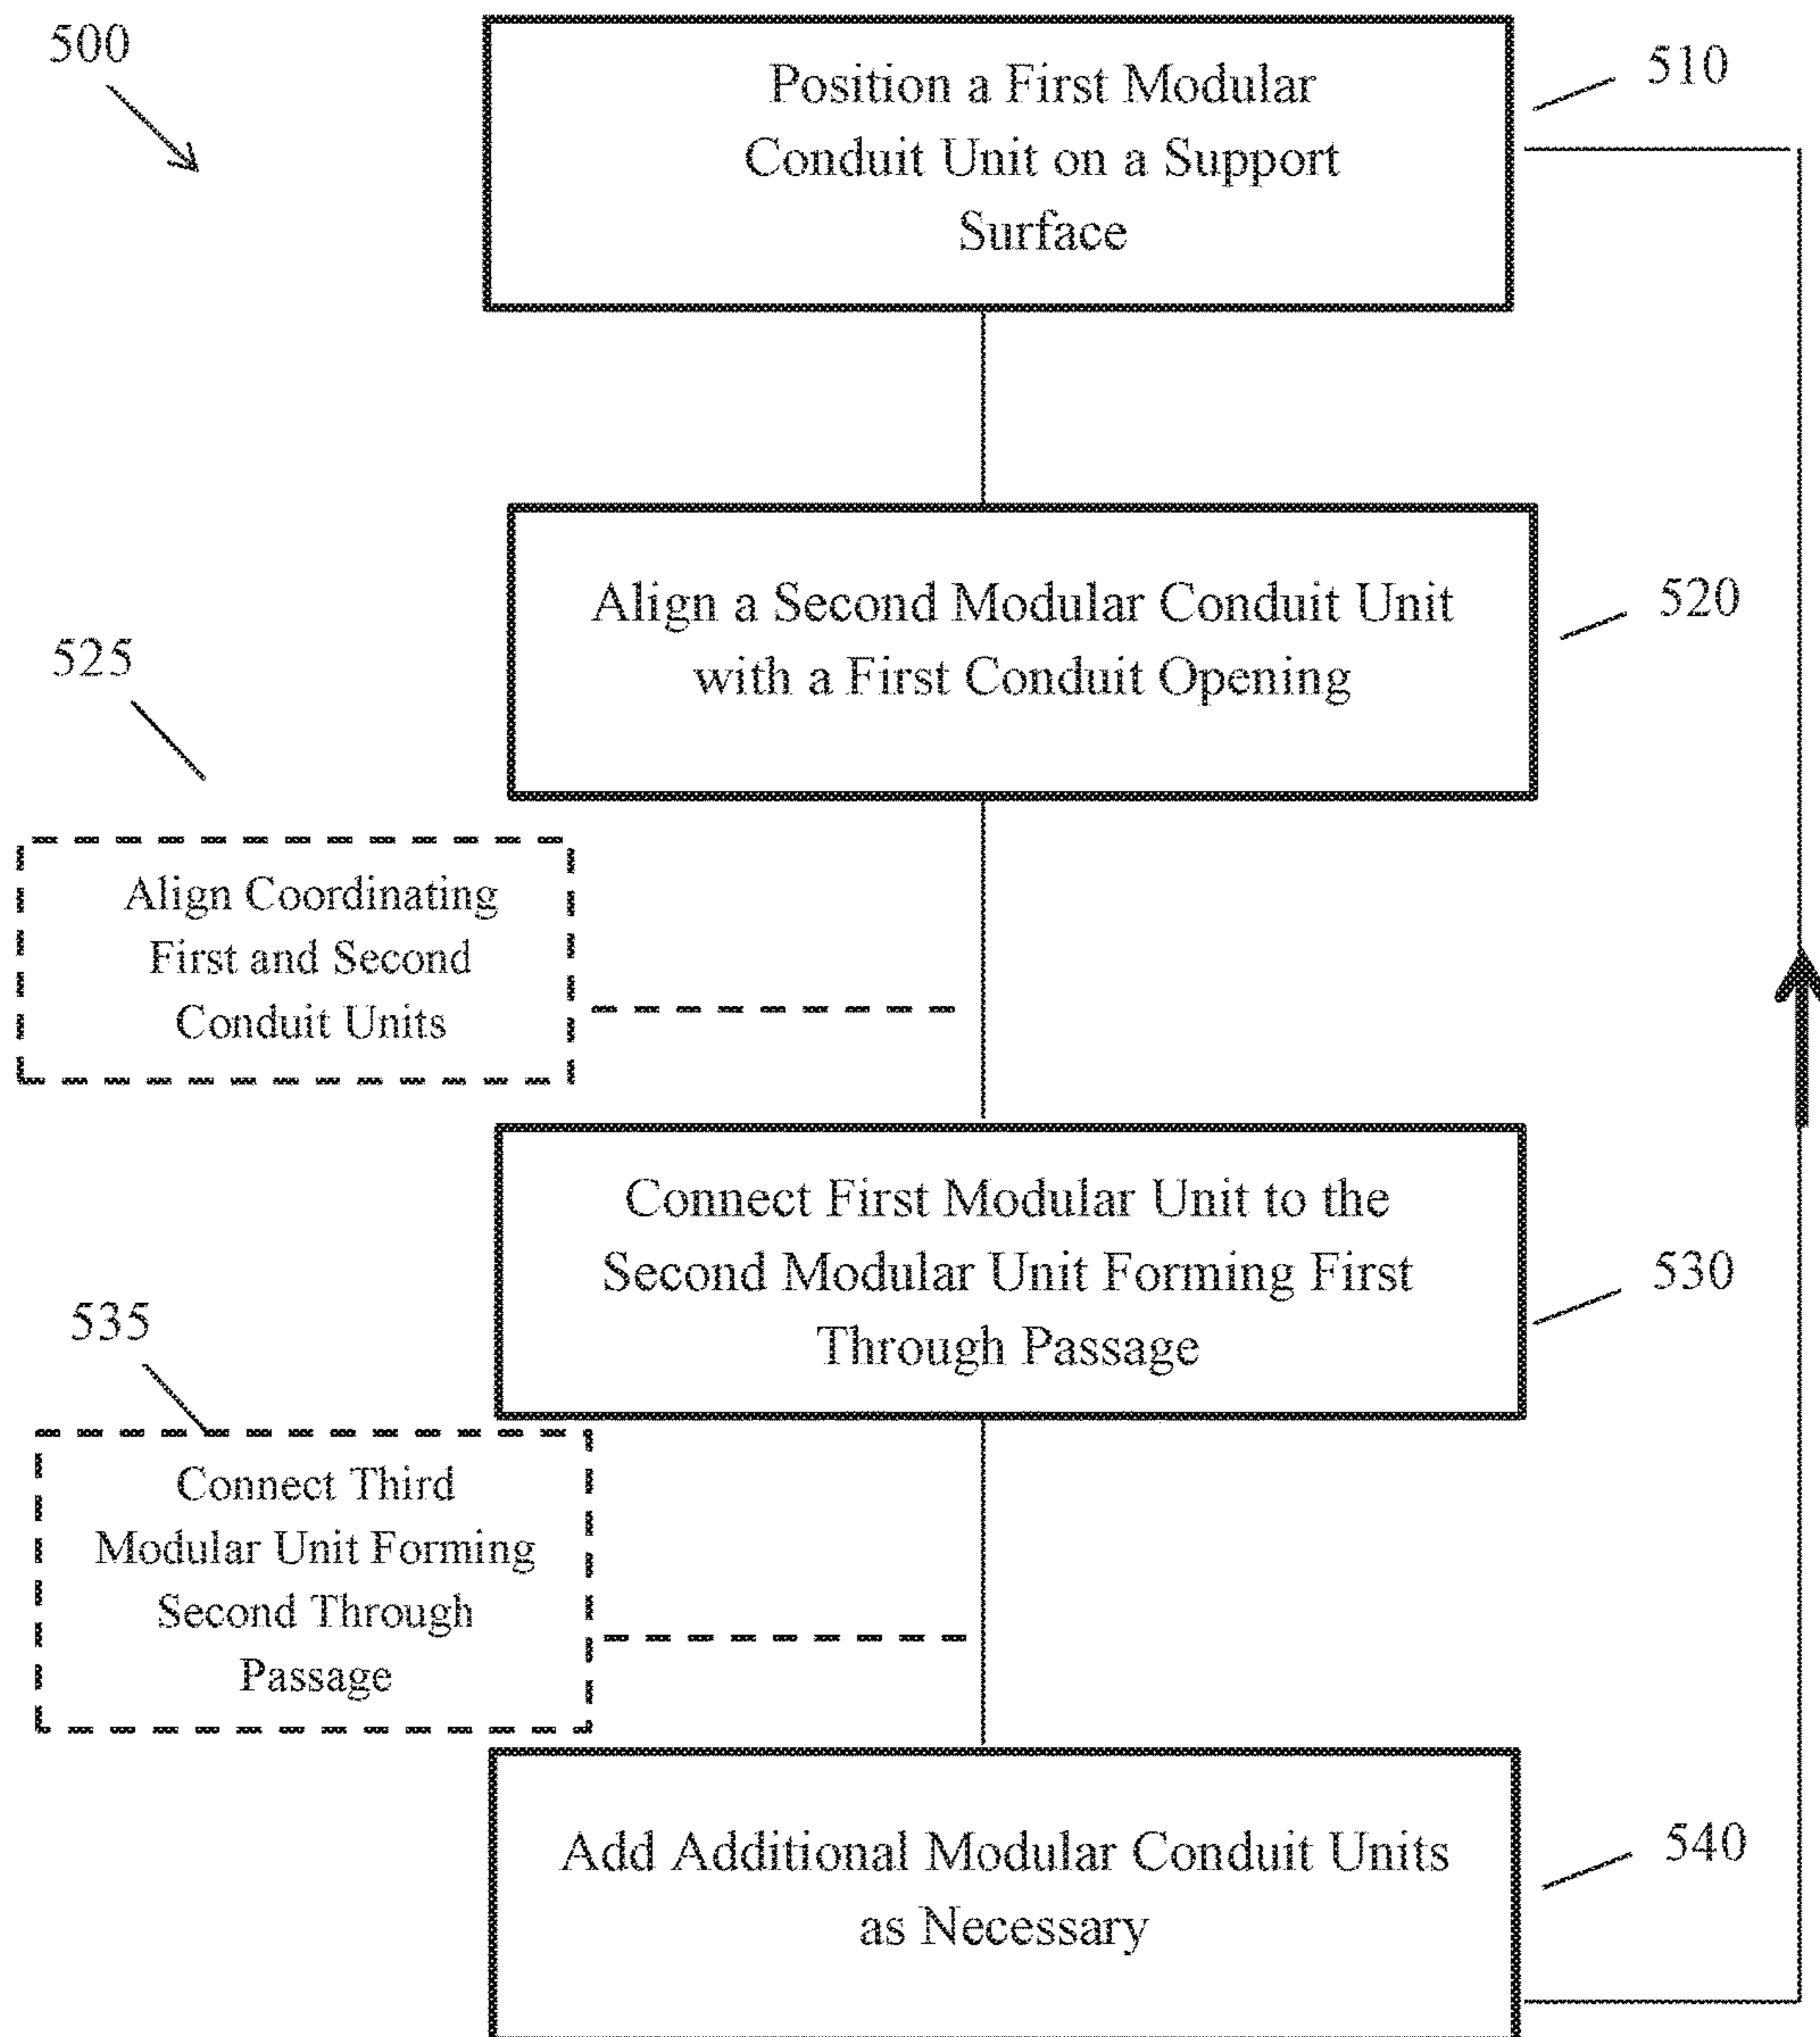 500
510
Position a First Modular
Conduit Unit on a Support
Surface
520
Align a Second Modular Conduit Unit
with a First Conduit Opening
525
Align Coordinating
First and Second
Conduit Units
530
Connect First Modular Unit to the
Second Modular Unit Forming First
Through Passage
535
Connect Third
Modular Unit Forming
Second Through
Passage
540
Add Additional Modular Conduit Units
as Necessary